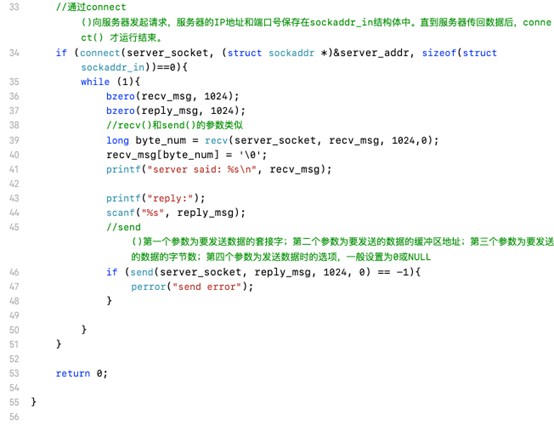 33 //通过connect
()向服务器发起请求，服务器的IP地址和端口号保存在sockaddr_in结构体中。直到服务器传回数据后，conne
ct() 才运行结束。
34 if (connect(server_socket, (struct sockaddr *)&server_addr, sizeof(struct
sockaddr_in))==0){
35 while (1){
36 bzero(recv_msg, 1024);
37 bzero(reply_msg, 1024);
38 //recv()和send()的参数类似
39 long byte_num = recv(server_socket, recv_msg, 1024,0);
40 recv_msg[byte_num] = '\0';
41 printf("server said: %s\n", recv_msg);
42
43 printf("reply:");
44 scanf("%s", reply_msg);
45 //send
()第一个参数为要发送数据的套接字；第二个参数为要发送的数据的缓冲区地址；第三个参数为要发送
的数据的字节数；第四个参数为发送数据时的选项，一般设置为0或NULL
46 if (send(server_socket, reply_msg, 1024, 0) == -1){
47 perror("send error");
48 }
49
50 }
51 }
52
53 return 0;
54
55 }
56